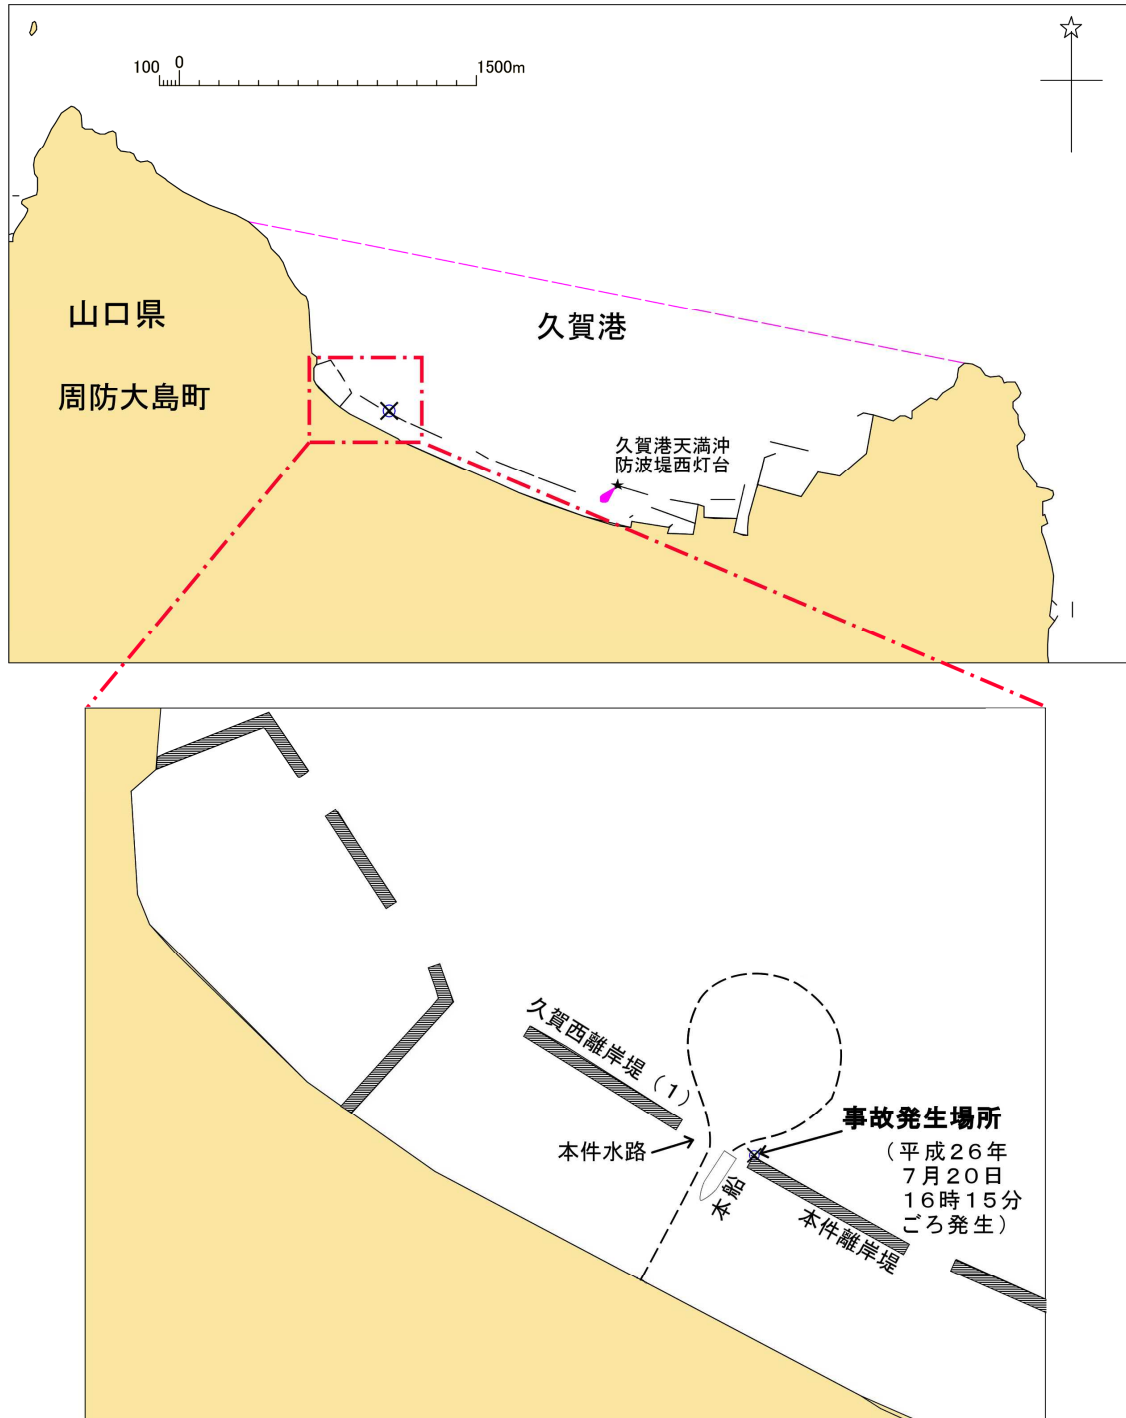 100 0 1500m
山口県
久賀港
周防大島町
久賀港天満沖
防波堤西灯台
久賀西離岸堤（１）
事故発生場所
（平成２６年
７月２０日
１６時１５分
ごろ発生）
本件水路
本船
本件離岸堤